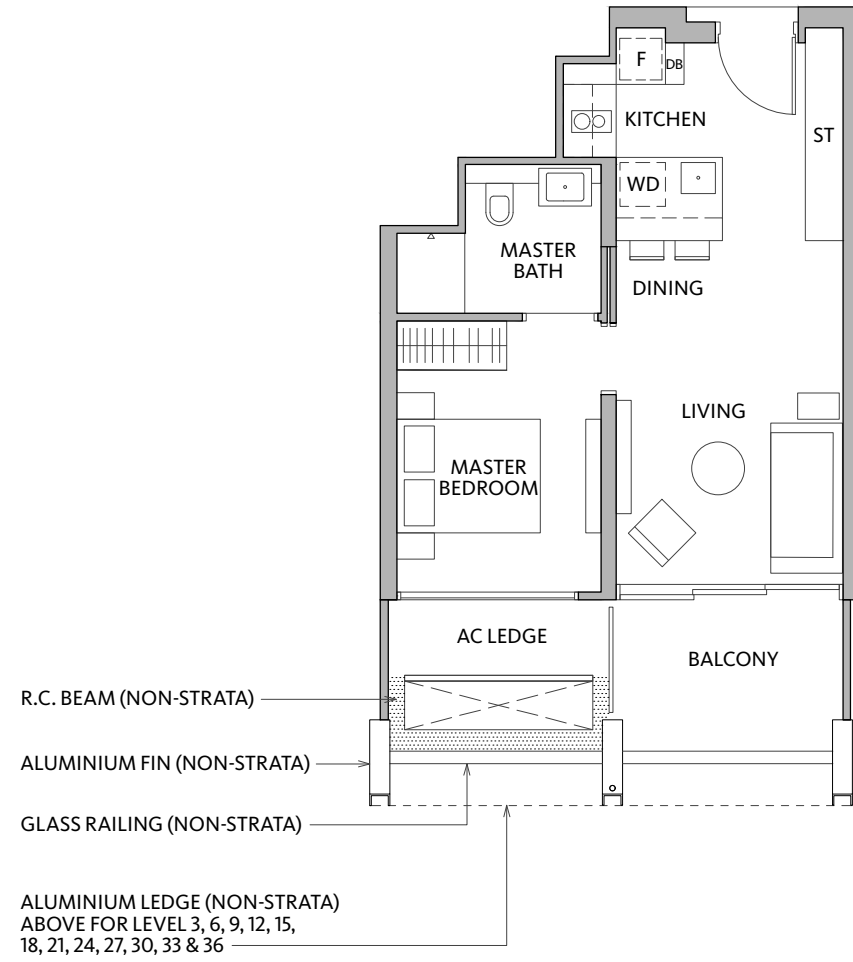 F
DB
KITCHEN
ST
WD
MASTER
BATH
DINING
LIVING
MASTER
BEDROOM
AC LEDGE
BALCONY
R.C. BEAM (NON-STRATA)
ALUMINIUM FIN (NON-STRATA)
GLASS RAILING (NON-STRATA)
ALUMINIUM LEDGE (NON-STRATA)
ABOVE FOR LEVEL 3, 6, 9, 12, 15,
18, 21, 24, 27, 30, 33 & 36